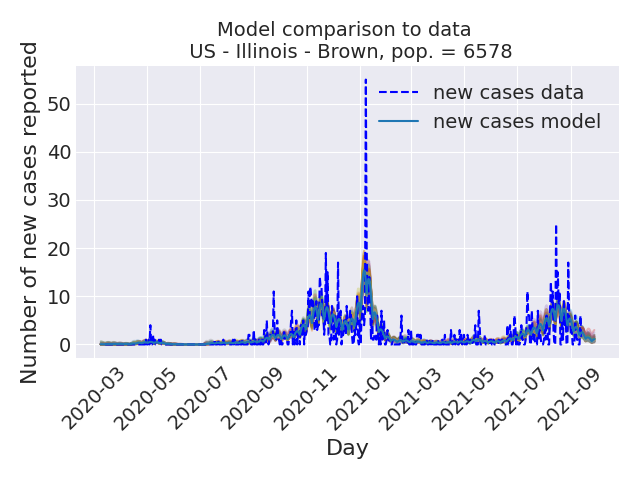 Model comparison to data
US - Illinois - Brown, pop. = 6578
Number of new cases reported
50
40
30
20
10
0
new cases data
new cases model
2020-03
2020-05
2020-07
2020-09
2020-11
2021-01
2021-03
2021-05
2021-07
2021-09
Day